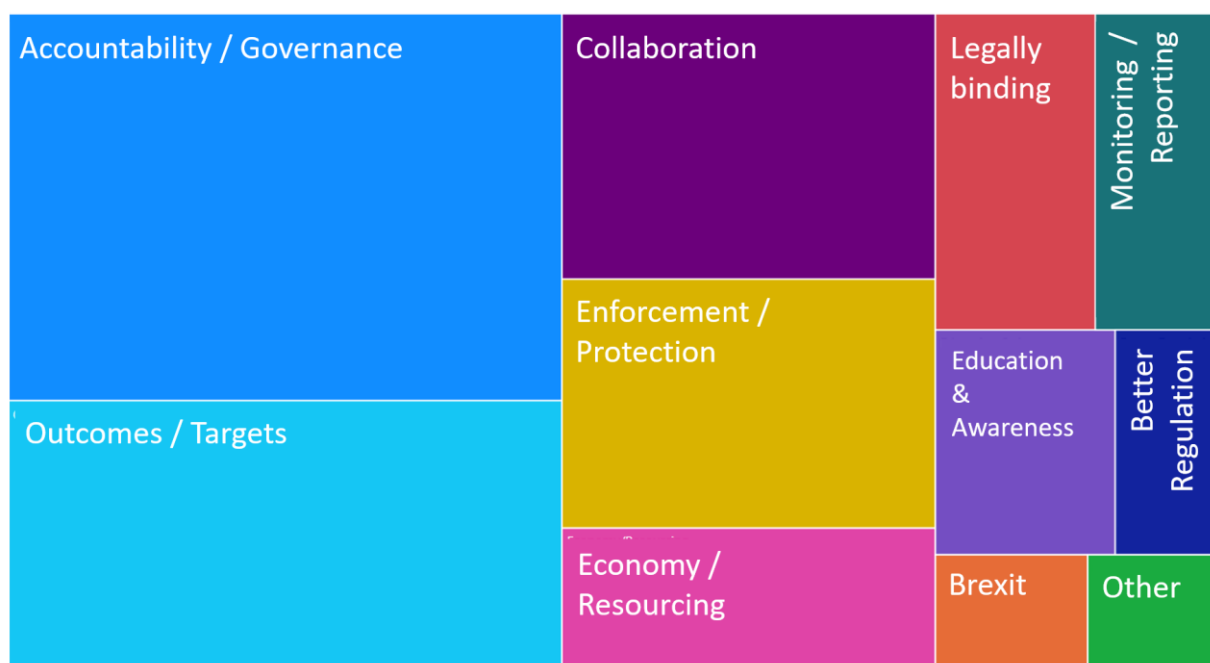 Accountability / Governance
Outcomes / Targets
Collaboration
Enforcement /
Protection
Economy /
Resourcing
Legally
binding
Monitoring /
Reporting
Education
&
Awareness
Better
Regulation
Brexit
Other